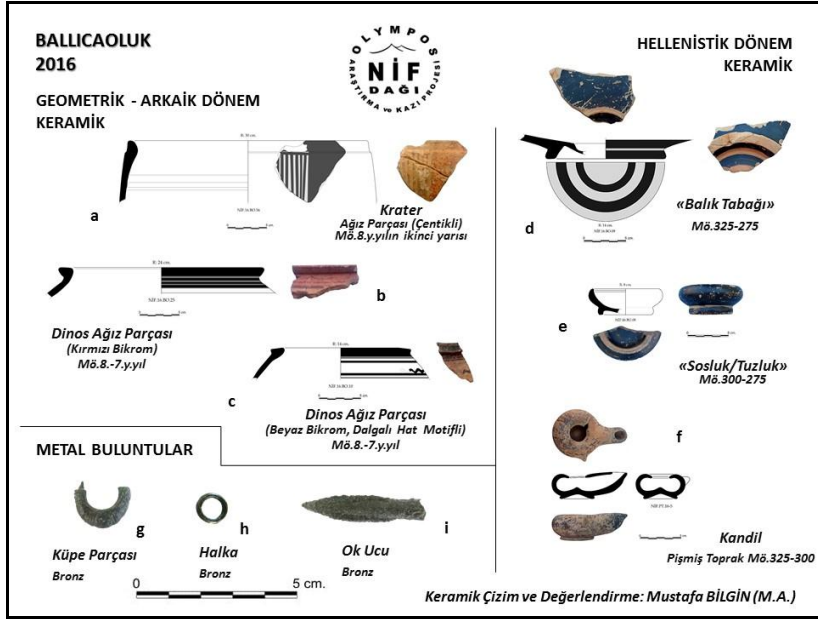 BALLICAOLUK
2016
OLYMPOS
NİF
DAĞI
ARAŞTIRMA ve KAZI PROJESİ
GEOMETRİK - ARKAİK DÖNEM
KERAMİK
a
Krater
Ağız Parçası (Çentikli)
Mö.8.y.yılın ikinci yarısı
b
Dinos Ağız Parçası
(Kırmızı Bikrom)
Mö.8.-7.y.yıl
c
Dinos Ağız Parçası
(Beyaz Bikrom, Dalgalı Hat Motifli)
Mö.8.-7.y.yıl
METAL BULUNTULAR
g
Küpe Parçası
Bronz
h
Halka
Bronz
i
Ok Ucu
Bronz
0 5 cm.
HELLENİSTİK DÖNEM
KERAMİK
d
«Balık Tabağı»
Mö.325-275
e
«Sosluk/Tuzluk»
Mö.300-275
f
Kandil
Pişmiş Toprak Mö.325-300
Keramik Çizim ve Değerlendirme: Mustafa BİLGİN (M.A.)